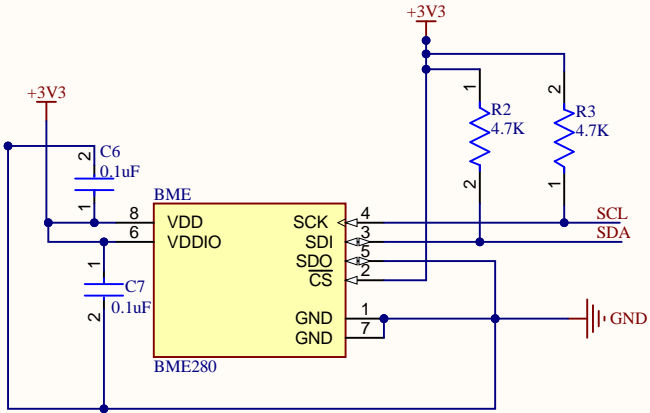 +3V3
+3V3
1
R2
4.7K
2
2
R3
4.7K
1
2
C6
0.1uF
1
BME
8
VDD
SCK
4
SCL
6
VDDIO
SDI
3
SDA
SDO
5
CS
2
1
C7
0.1uF
2
GND
1
GND
GND
7
BME280